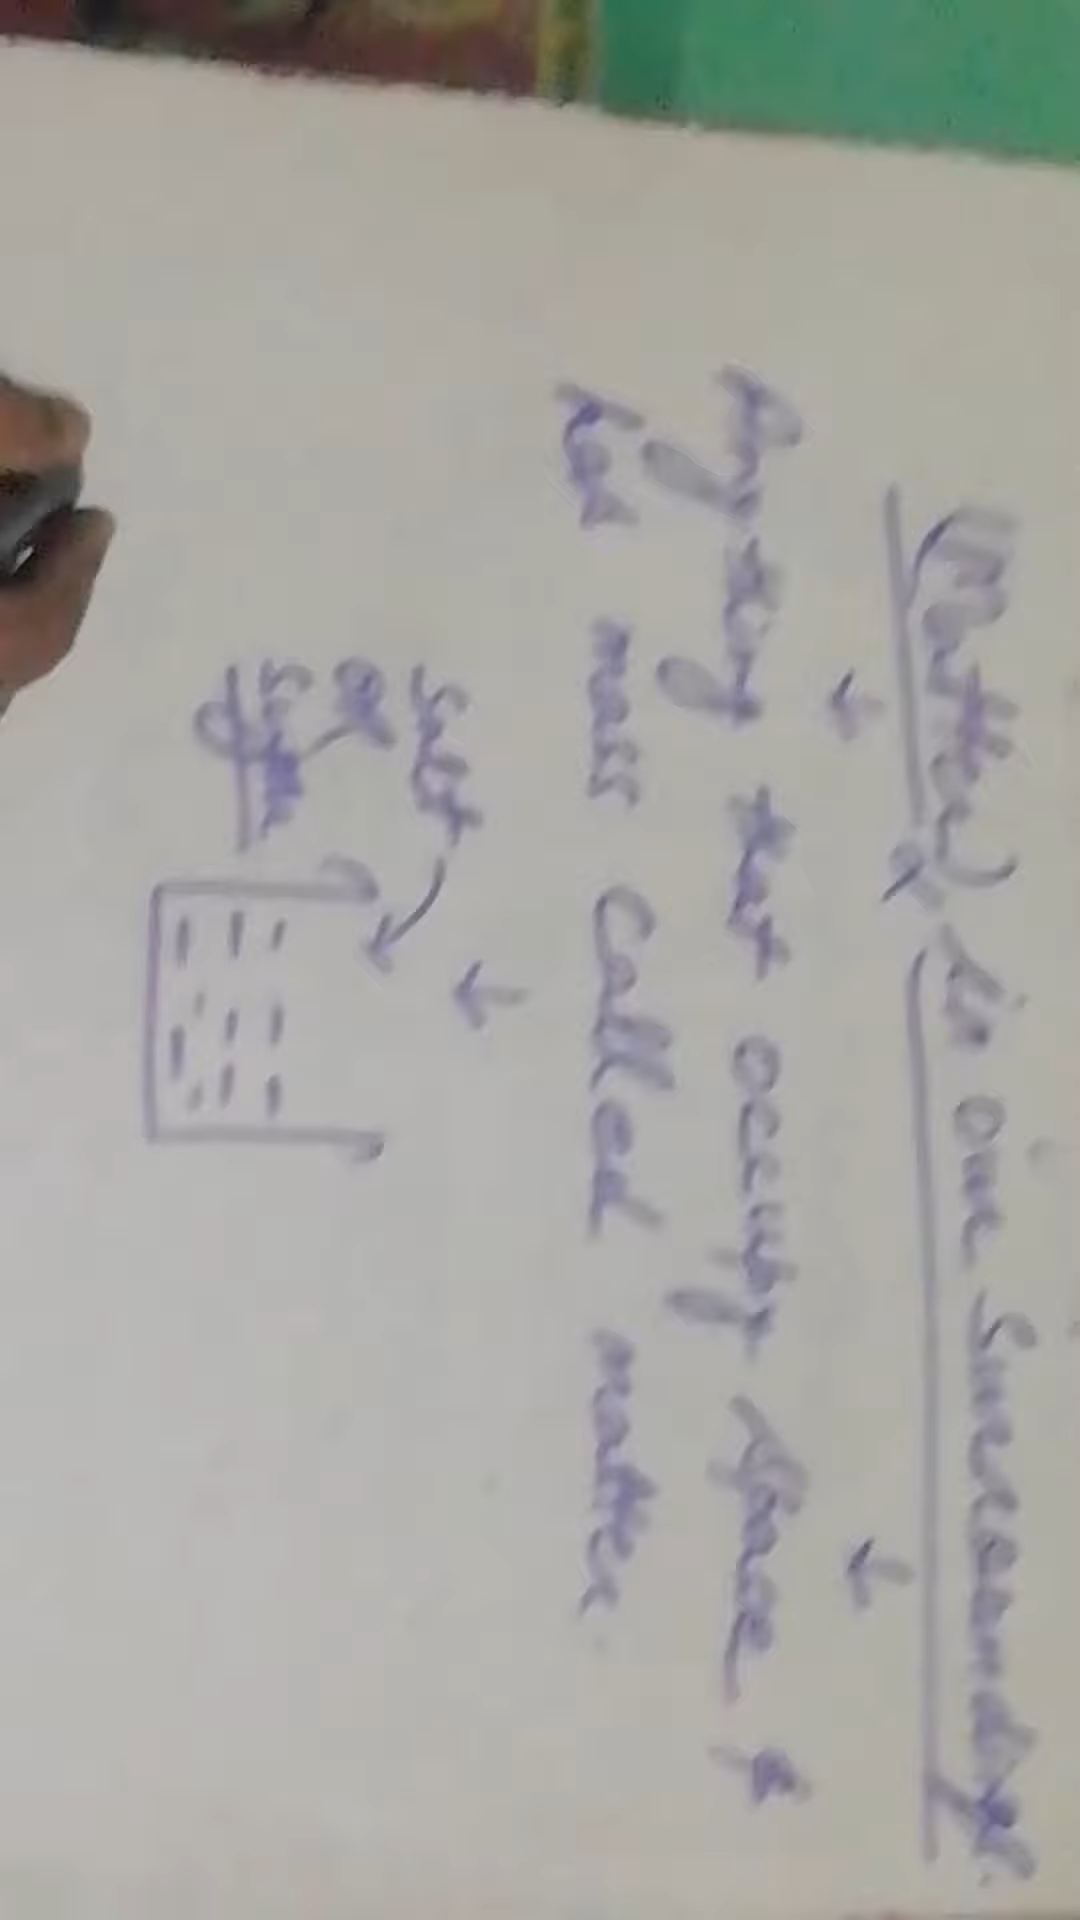 Matter in our Surroundings.
Anything that occupy space &
has mass called matter.
Salt
or
Sugar